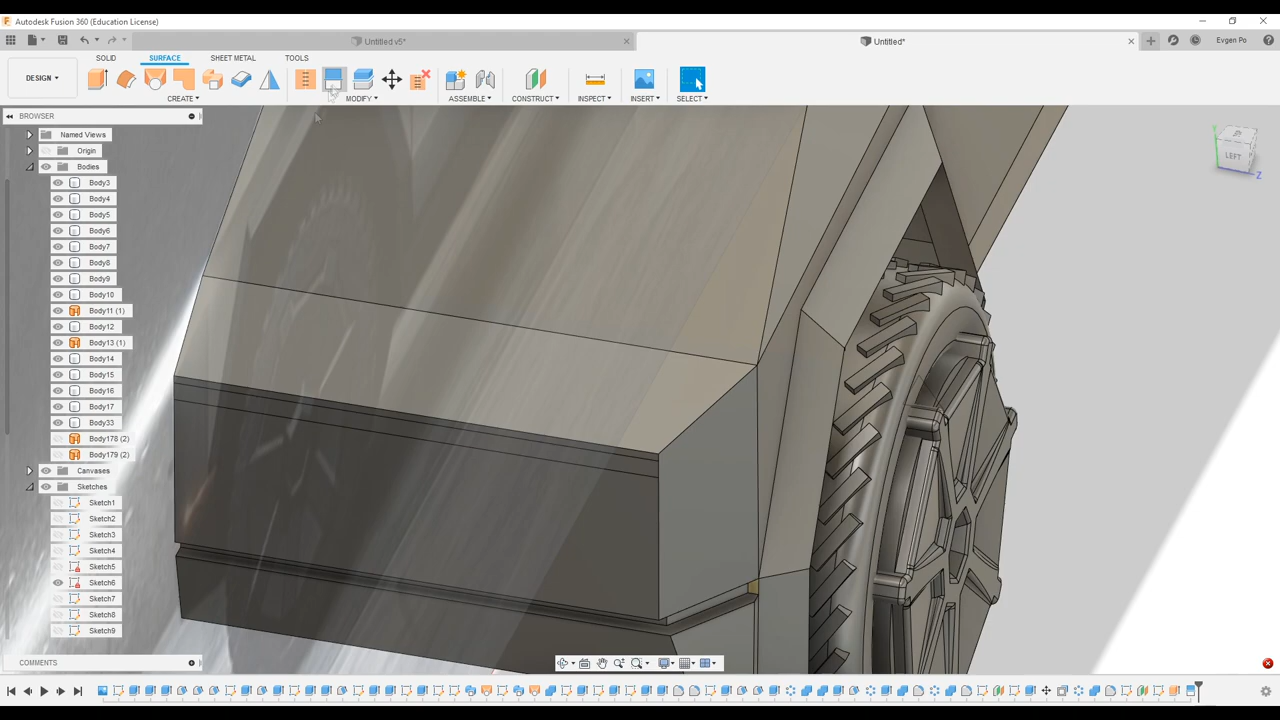 Autodesk Fusion 360 (Education License)
Untitled v5*
Untitled*
Evgen Po
DESIGN
SOLID
SURFACE
SHEET METAL
TOOLS
CREATE
MODIFY
ASSEMBLE
CONSTRUCT
INSPECT
INSERT
SELECT
BROWSER
Named Views
Origin
Bodies
Body3
Body4
Body5
Body6
Body7
Body8
Body9
Body10
Body11 (1)
Body12
Body13 (1)
Body14
Body15
Body16
Body17
Body33
Body178 (2)
Body179 (2)
Canvases
Sketches
Sketch1
Sketch2
Sketch3
Sketch4
Sketch5
Sketch6
Sketch7
Sketch8
Sketch9
COMMENTS
LEFT
Z